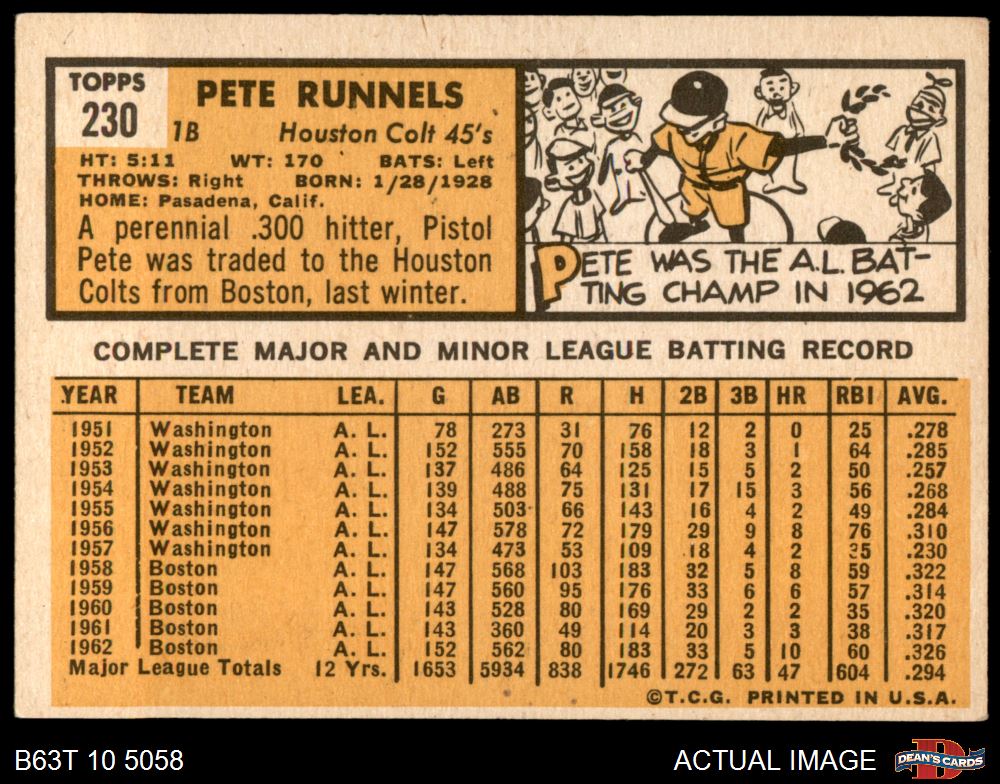 TOPPS
230
PETE RUNNELS
1B Houston Colt 45's
HT: 5:11 WT: 170 BATS: Left
THROWS: Right BORN: 1/28/1928
HOME: Pasadena, Calif.
A perennial .300 hitter, Pistol
Pete was traded to the Houston
Colts from Boston, last winter.
PETE WAS THE A.L. BAT-
TING CHAMP IN 1962
COMPLETE MAJOR AND MINOR LEAGUE BATTING RECORD
YEAR TEAM LEA. G AB R H 2B 3B HR RBI AVG.
1951 Washington A. L. 78 273 31 76 12 2 0 25 .278
1952 Washington A. L. 152 555 70 158 18 3 1 64 .285
1953 Washington A. L. 137 486 64 125 15 5 2 50 .257
1954 Washington A. L. 139 488 75 131 17 15 3 56 .268
1955 Washington A. L. 134 503 66 143 16 4 2 49 .284
1956 Washington A. L. 147 578 72 179 29 9 8 76 .310
1957 Washington A. L. 134 473 53 109 18 4 2 35 .230
1958 Boston A. L. 147 568 103 183 32 5 8 59 .322
1959 Boston A. L. 147 560 95 176 33 6 6 57 .314
1960 Boston A. L. 143 528 80 169 29 2 2 35 .320
1961 Boston A. L. 143 360 49 114 20 3 3 38 .317
1962 Boston A. L. 152 562 80 183 33 5 10 60 .326
Major League Totals 12 Yrs. 1653 5934 838 1746 272 63 47 604 .294
©T.C.G. PRINTED IN U.S.A.
B63T 10 5058 ACTUAL IMAGE
D
DEAN'S CARDS